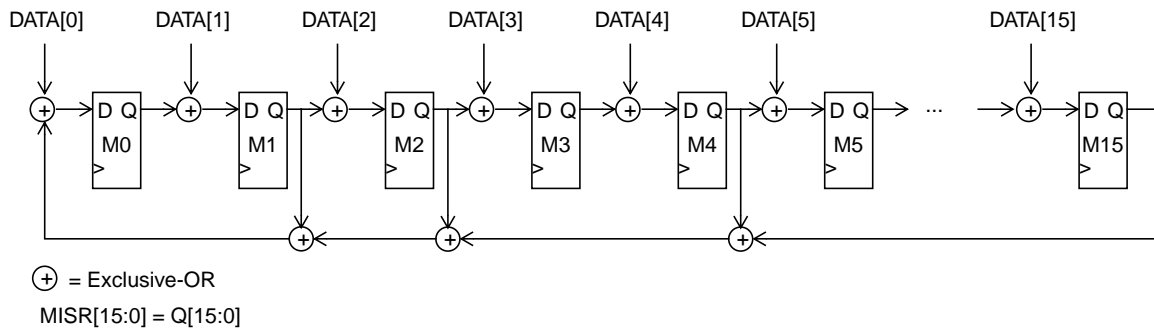 DATA[0] DATA[1] DATA[2] DATA[3] DATA[4] DATA[5] DATA[15]
+ + + + + + +
D Q D Q D Q D Q D Q D Q ... D Q
M0 M1 M2 M3 M4 M5 M15
+ + +
+ = Exclusive-OR
MISR[15:0] = Q[15:0]